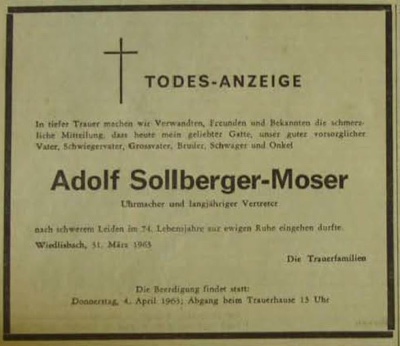 TODES-ANZEIGE
In tiefer Trauer machen wir Verwandten, Freunden und Bekannten die schmerz-
liche Mitteilung, dass heute mein geliebter Gatte, unser guter vorsorglicher
Vater, Schwiegervater, Grossvater, Bruder, Schwager und Onkel
Adolf Sollberger-Moser
Uhrmacher und langjähriger Vertreter
nach schwerem Leiden im 74. Lebensjahre zur ewigen Ruhe eingehen durfte.
Wiedlisbach, 31. März 1963
Die Trauerfamilien
Die Beerdigung findet statt:
Donnerstag, 4. April 1963; Abgang beim Trauerhause 13 Uhr